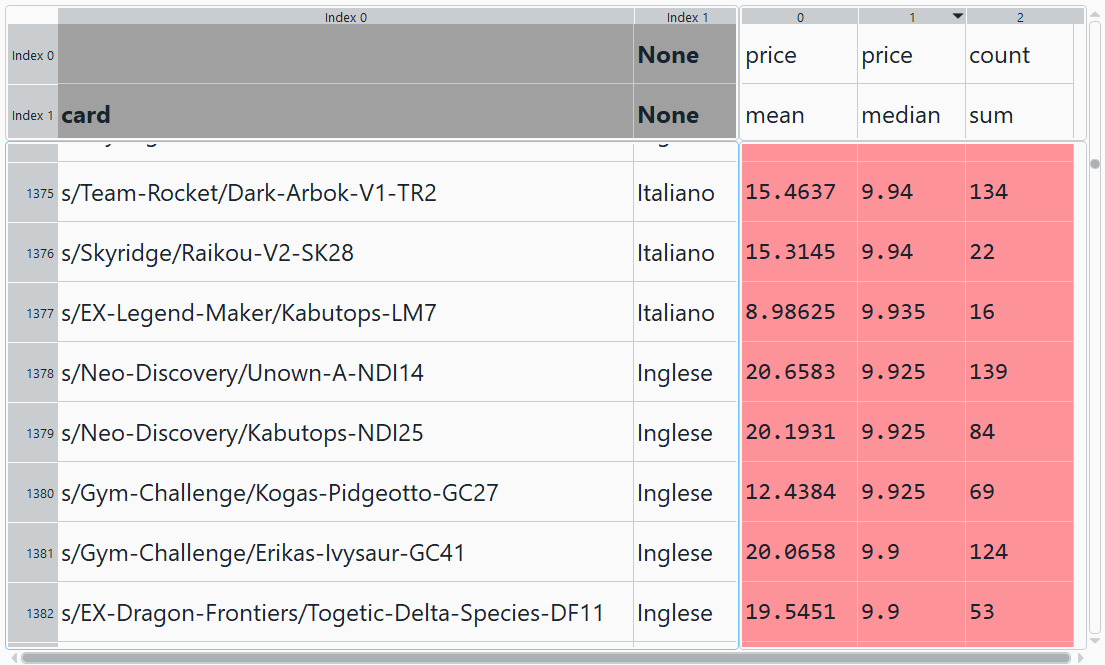 Index 0 Index 1 0 1 2
Index 0 None price price count
Index 1 card None mean median sum
1375 s/Team-Rocket/Dark-Arbok-V1-TR2 Italiano 15.4637 9.94 134
1376 s/Skyridge/Raikou-V2-SK28 Italiano 15.3145 9.94 22
1377 s/EX-Legend-Maker/Kabutops-LM7 Italiano 8.98625 9.935 16
1378 s/Neo-Discovery/Unown-A-NDI14 Inglese 20.6583 9.925 139
1379 s/Neo-Discovery/Kabutops-NDI25 Inglese 20.1931 9.925 84
1380 s/Gym-Challenge/Kogas-Pidgeotto-GC27 Inglese 12.4384 9.925 69
1381 s/Gym-Challenge/Erikas-Ivysaur-GC41 Inglese 20.0658 9.9 124
1382 s/EX-Dragon-Frontiers/Togetic-Delta-Species-DF11 Inglese 19.5451 9.9 53